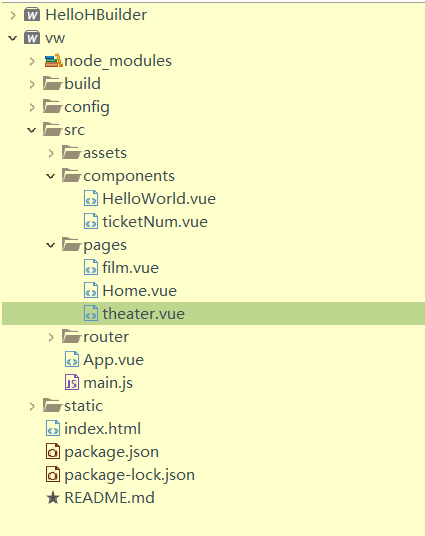 HelloHBuilder
vw
node_modules
build
config
src
assets
components
HelloWorld.vue
ticketNum.vue
pages
film.vue
Home.vue
theater.vue
router
App.vue
main.js
static
index.html
package.json
package-lock.json
README.md